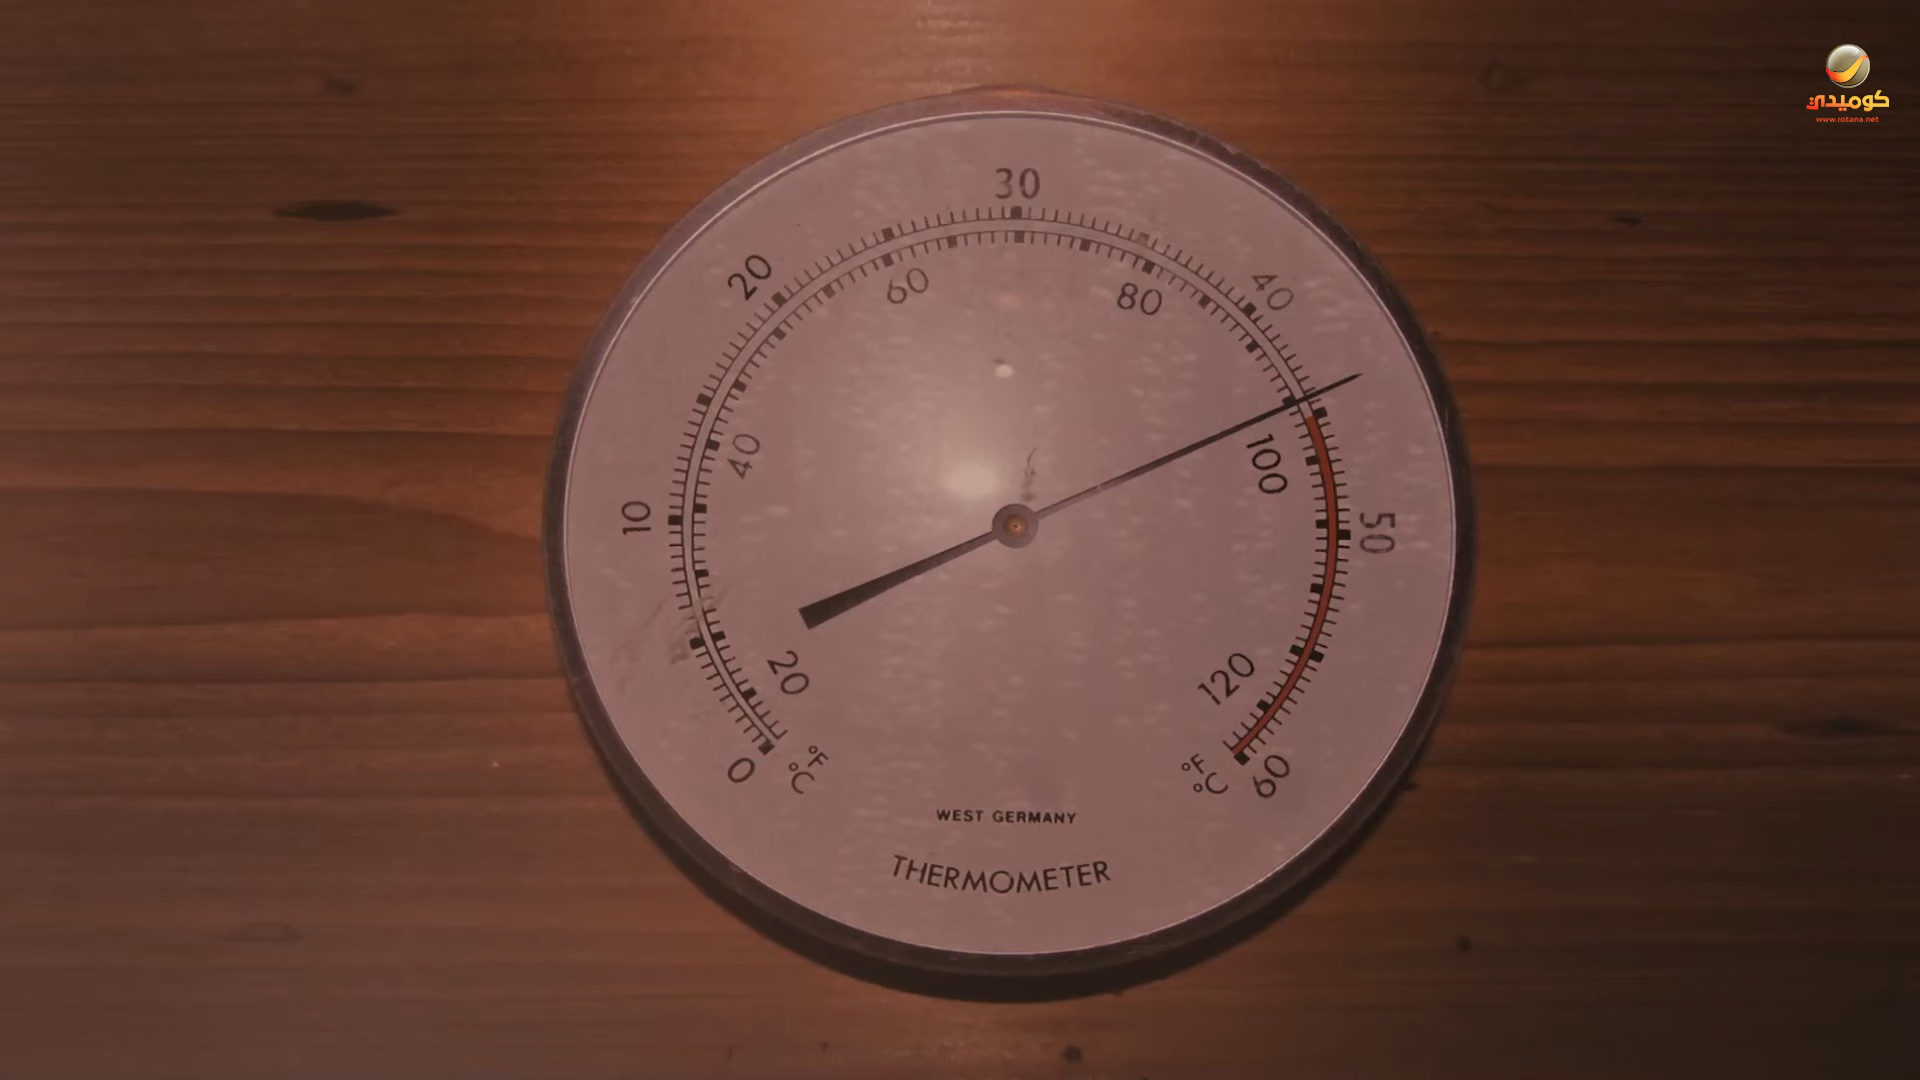 كوميدي
www.rotana.net
30
20
40
60
80
10
40
100
50
20
120
0
°F
°C
°F
°C
60
WEST GERMANY
THERMOMETER